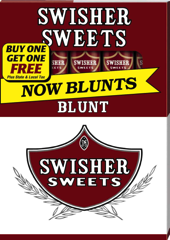 SWISHER
SWEETS
BUY ONE
GET ONE
FREE
Plus State & Local Tax
NOW BLUNTS
BLUNT
SWISHER
SWEETS